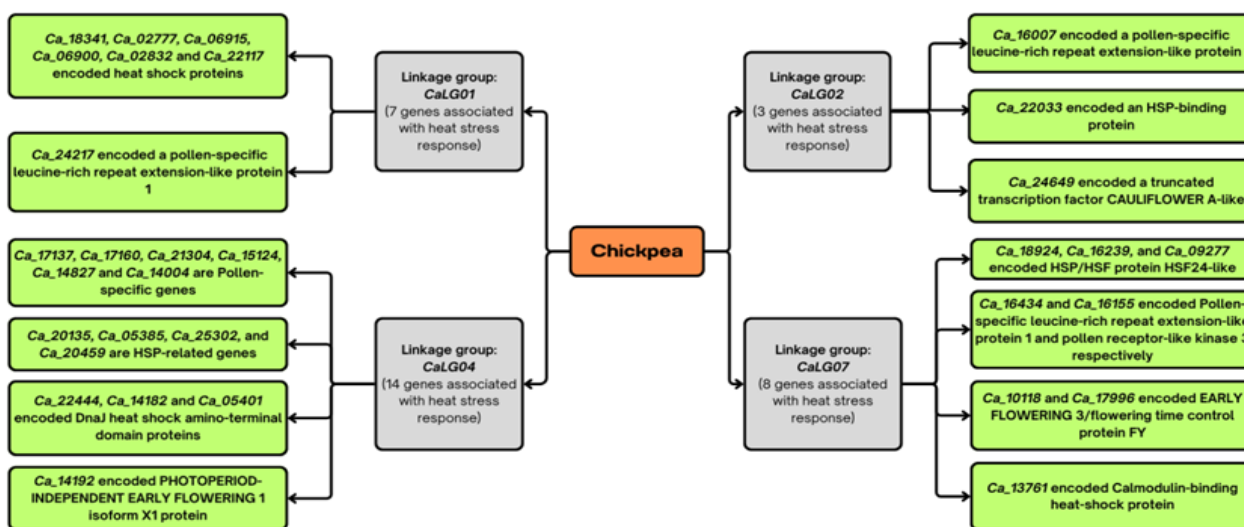 Ca_18341, Ca_02777, Ca_06915,
Ca_06900, Ca_02832 and Ca_22117
encoded heat shock proteins
Ca_24217 encoded a pollen-specific
leucine-rich repeat extension-like protein
1
Linkage group:
CaLG01
(7 genes associated
with heat stress
response)
Ca_17137, Ca_17160, Ca_21304, Ca_15124,
Ca_14827 and Ca_14004 are Pollen-
specific genes
Ca_20135, Ca_05385, Ca_25302, and
Ca_20459 are HSP-related genes
Ca_22444, Ca_14182 and Ca_05401
encoded DnaJ heat shock amino-terminal
domain proteins
Ca_14192 encoded PHOTOPERIOD-
INDEPENDENT EARLY FLOWERING 1
isoform X1 protein
Linkage group:
CaLG04
(14 genes associated
with heat stress
response)
Chickpea
Linkage group:
CaLG02
(3 genes associated
with heat stress
response)
Ca_16007 encoded a pollen-specific
leucine-rich repeat extension-like protein
Ca_22033 encoded an HSP-binding
protein
Ca_24649 encoded a truncated
transcription factor CAULIFLOWER A-like
Linkage group:
CaLG07
(8 genes associated
with heat stress
response)
Ca_18924, Ca_16239, and Ca_09277
encoded HSP/HSF protein HSF24-like
Ca_16434 and Ca_16155 encoded Pollen-
specific leucine-rich repeat extension-like
protein 1 and pollen receptor-like kinase 3
respectively
Ca_10118 and Ca_17996 encoded EARLY
FLOWERING 3/flowering time control
protein FY
Ca_13761 encoded Calmodulin-binding
heat-shock protein